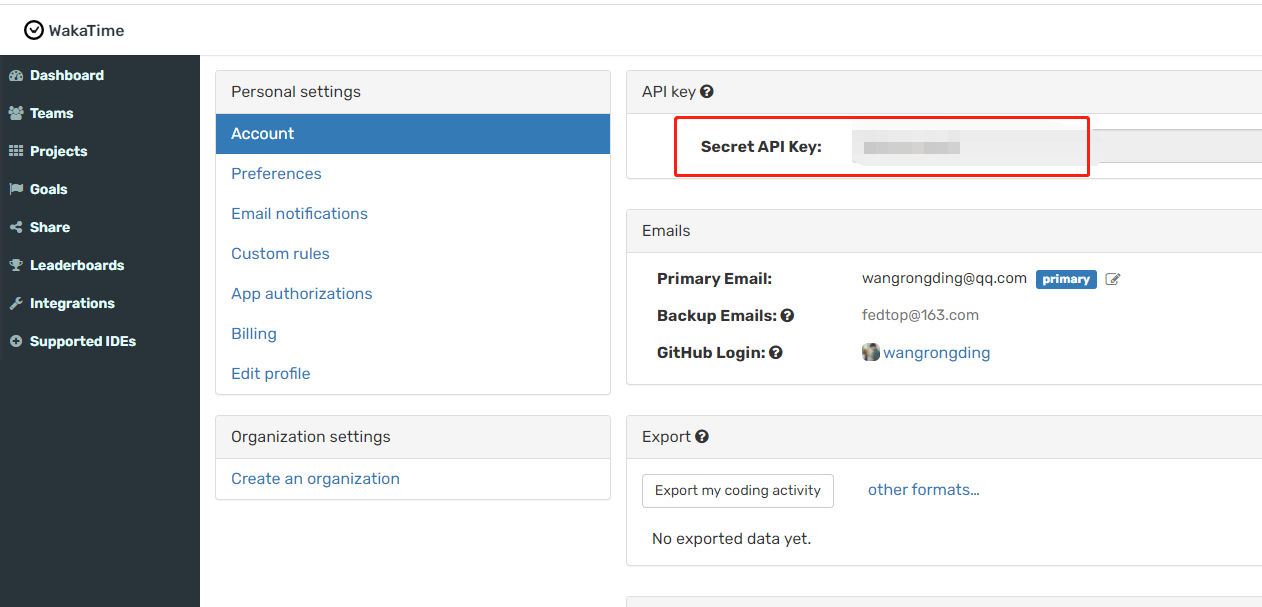 WakaTime
Dashboard
Teams
Projects
Goals
Share
Leaderboards
Integrations
Supported IDEs
Personal settings
Account
Preferences
Email notifications
Custom rules
App authorizations
Billing
Edit profile
Organization settings
Create an organization
API key
Secret API Key:
Emails
Primary Email: wangrongding@qq.com primary
Backup Emails: fedtop@163.com
GitHub Login: wangrongding
Export
Export my coding activity other formats...
No exported data yet.